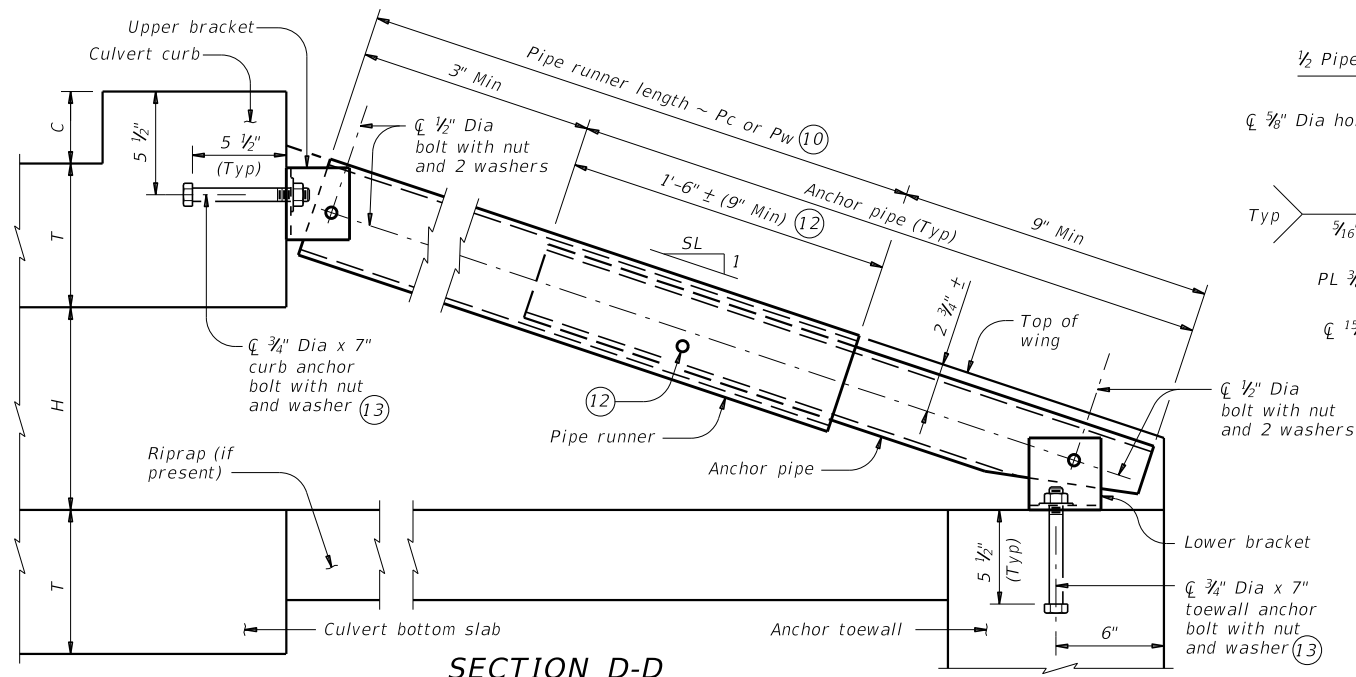 Upper bracket
Culvert curb
C
5 ½"
5 ½"
(Typ)
T
H
T
3" Min
Pipe runner length ~ Pc or Pw 10
℄ ½" Dia
bolt with nut
and 2 washers
1'-6" ± (9" Min) 12
Anchor pipe (Typ)
9" Min
SL
1
2 ¾" ±
Top of
wing
℄ ¾" Dia x 7"
curb anchor
bolt with nut
and washer 13
12
Pipe runner
Anchor pipe
Riprap (if
present)
℄ ½" Dia
bolt with nut
and 2 washers
5 ½"
(Typ)
Lower bracket
℄ ¾" Dia x 7"
toewall anchor
bolt with nut
and washer 13
6"
Culvert bottom slab
Anchor toewall
SECTION D-D
½ Pipe
℄ ⅝" Dia ho
Typ
5/16"
PL
℄